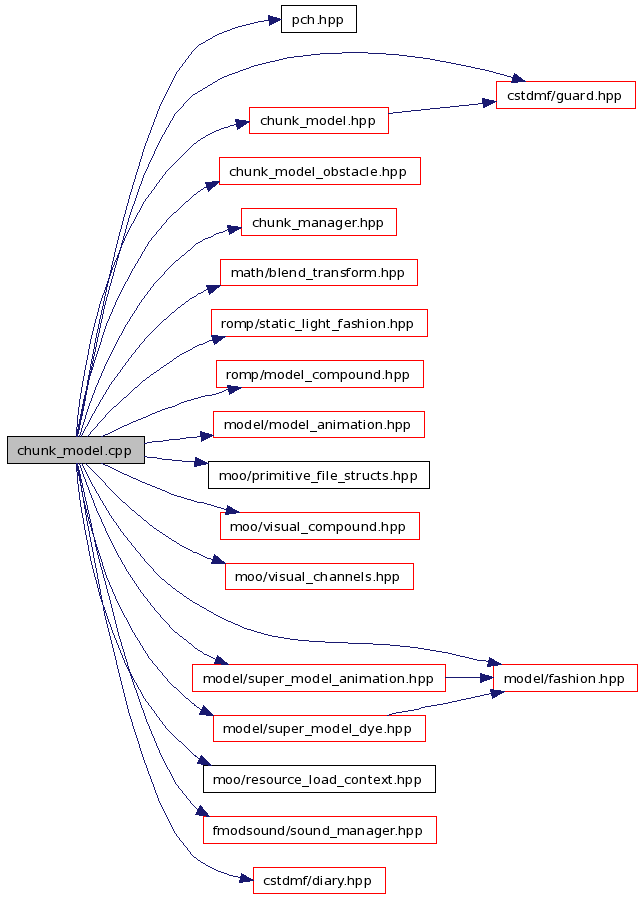 pch.hpp
cstdmf/guard.hpp
chunk_model.hpp
chunk_model_obstacle.hpp
chunk_manager.hpp
math/blend_transform.hpp
romp/static_light_fashion.hpp
romp/model_compound.hpp
model/model_animation.hpp
chunk_model.cpp
moo/primitive_file_structs.hpp
moo/visual_compound.hpp
moo/visual_channels.hpp
model/super_model_animation.hpp
model/fashion.hpp
model/super_model_dye.hpp
moo/resource_load_context.hpp
fmodsound/sound_manager.hpp
cstdmf/diary.hpp